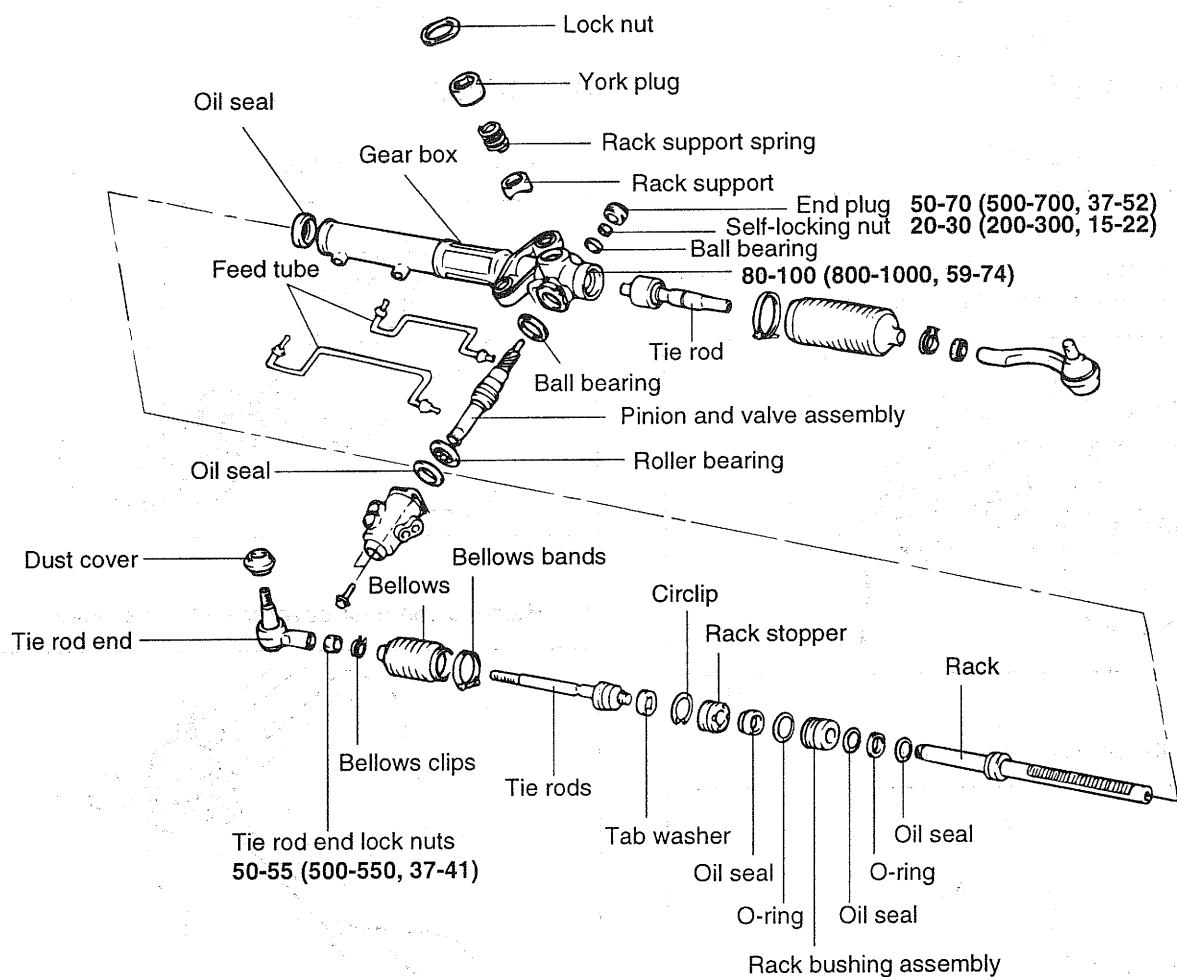 Lock nut
York plug
Oil seal
Rack support spring
Gear box
Rack support
End plug 50-70 (500-700, 37-52)
Self-locking nut 20-30 (200-300, 15-22)
Ball bearing
80-100 (800-1000, 59-74)
Feed tube
Tie rod
Ball bearing
Pinion and valve assembly
Oil seal
Roller bearing
Dust cover
Bellows bands
Bellows
Circlip
Rack stopper
Tie rod end
Rack
Bellows clips
Tie rods
Tab washer
Oil seal
Tie rod end lock nuts
50-55 (500-550, 37-41)
Oil seal
O-ring
O-ring
Oil seal
Rack bushing assembly